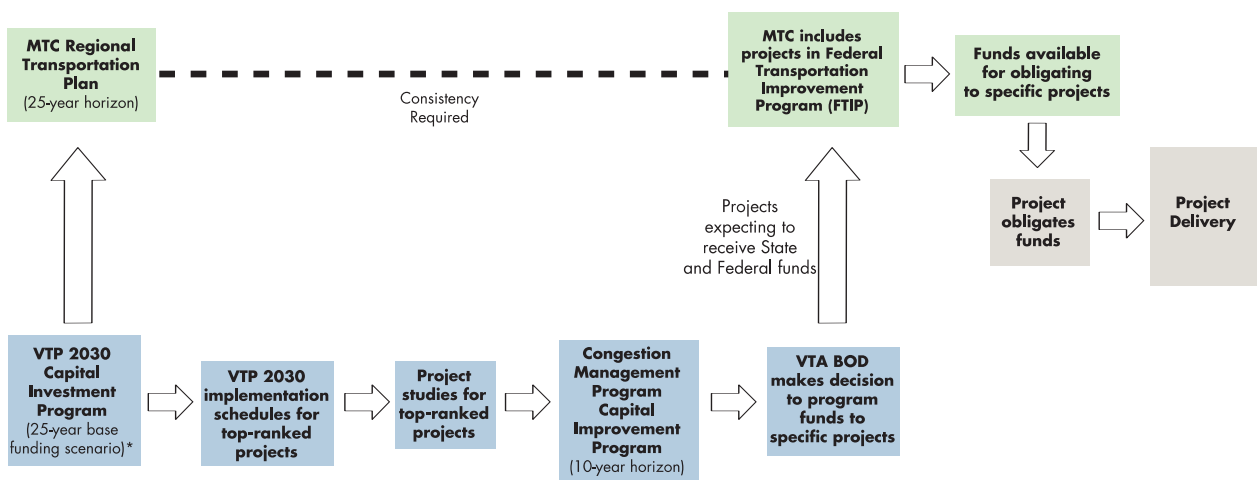 MTC Regional
Transportation
Plan
(25-year horizon)
Consistency
Required
MTC includes
projects in Federal
Transportation
Improvement
Program (FTIP)
Funds available
for obligating
to specific projects
Project
obligates
funds
Project
Delivery
Projects
expecting to
receive State
and Federal funds
VTP 2030
Capital
Investment
Program
(25-year base
funding scenario)*
VTP 2030
implementation
schedules for
top-ranked
projects
Project
studies for
top-ranked
projects
Congestion
Management
Program
Capital
Improvement
Program
(10-year horizon)
VTA BOD
makes decision
to program
funds to
specific projects